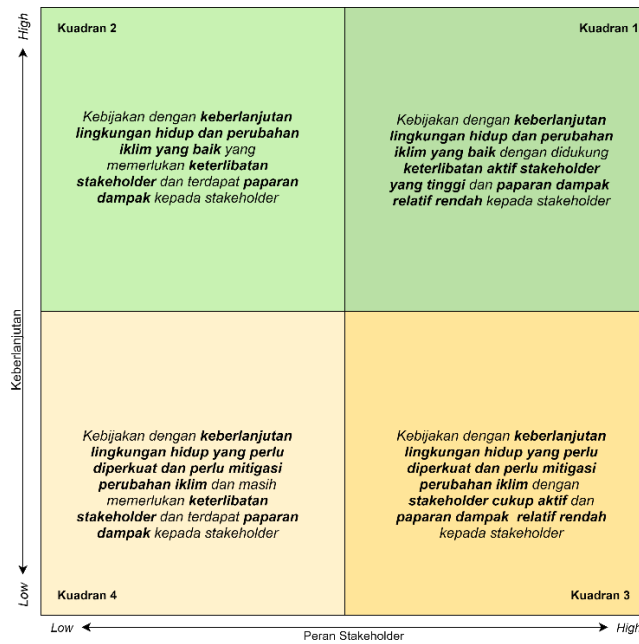 High
Keberlanjutan
Low
Kuadran 2
Kebijakan dengan keberlanjutan
lingkungan hidup dan perubahan
iklim yang baik yang
memerlukan keterlibatan
stakeholder dan terdapat paparan
dampak kepada stakeholder
Kuadran 1
Kebijakan dengan keberlanjutan
lingkungan hidup dan perubahan
iklim yang baik dengan didukung
keterlibatan aktif stakeholder
yang tinggi dan paparan dampak
relatif rendah kepada stakeholder
Kebijakan dengan keberlanjutan
lingkungan hidup yang perlu
diperkuat dan perlu mitigasi
perubahan iklim dan masih
memerlukan keterlibatan
stakeholder dan terdapat paparan
dampak kepada stakeholder
Kuadran 4
Kebijakan dengan keberlanjutan
lingkungan hidup yang perlu
diperkuat dan perlu mitigasi
perubahan iklim dengan
stakeholder cukup aktif dan
paparan dampak relatif rendah
kepada stakeholder
Kuadran 3
Low
Peran Stakeholder
High